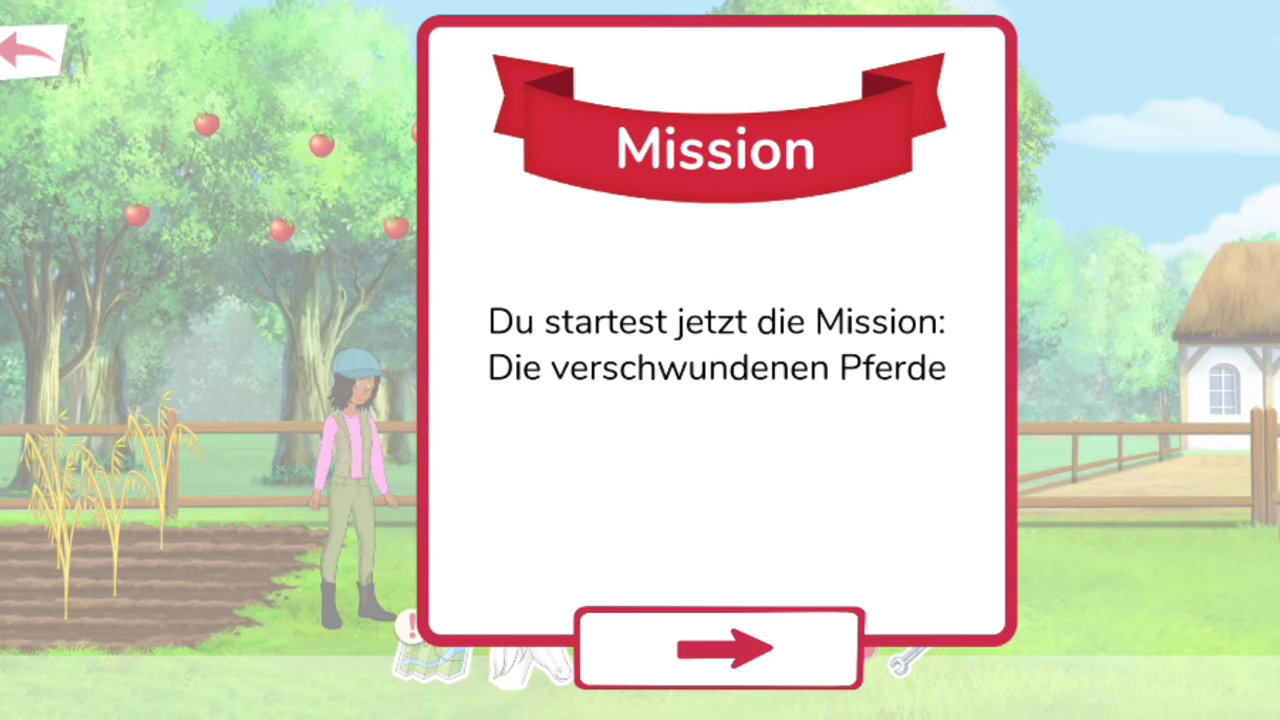 Mission
Du startest jetzt die Mission:
Die verschwundenen Pferde